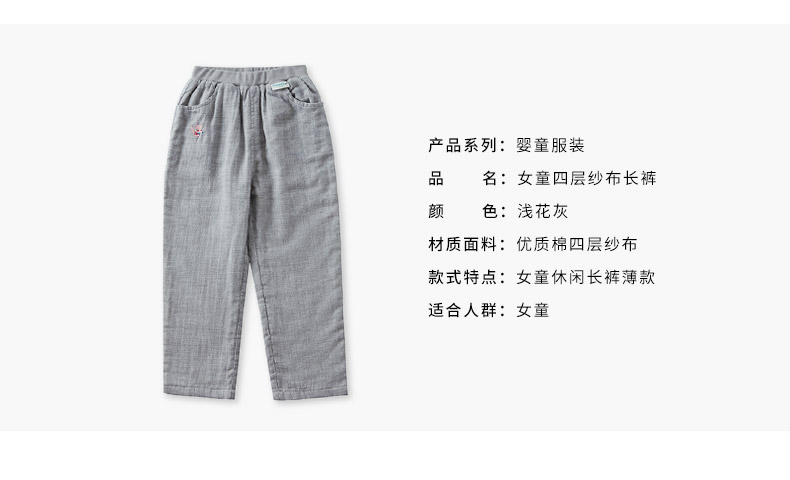 产品系列：婴童服装
品 名：女童四层纱布长裤
颜 色：浅花灰
材质面料：优质棉四层纱布
款式特点：女童休闲长裤薄款
适合人群：女童